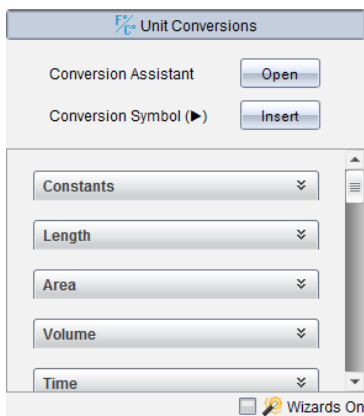 F° C° Unit Conversions
Conversion Assistant Open
Conversion Symbol (►) Insert
Constants
Length
Area
Volume
Time
Wizards On